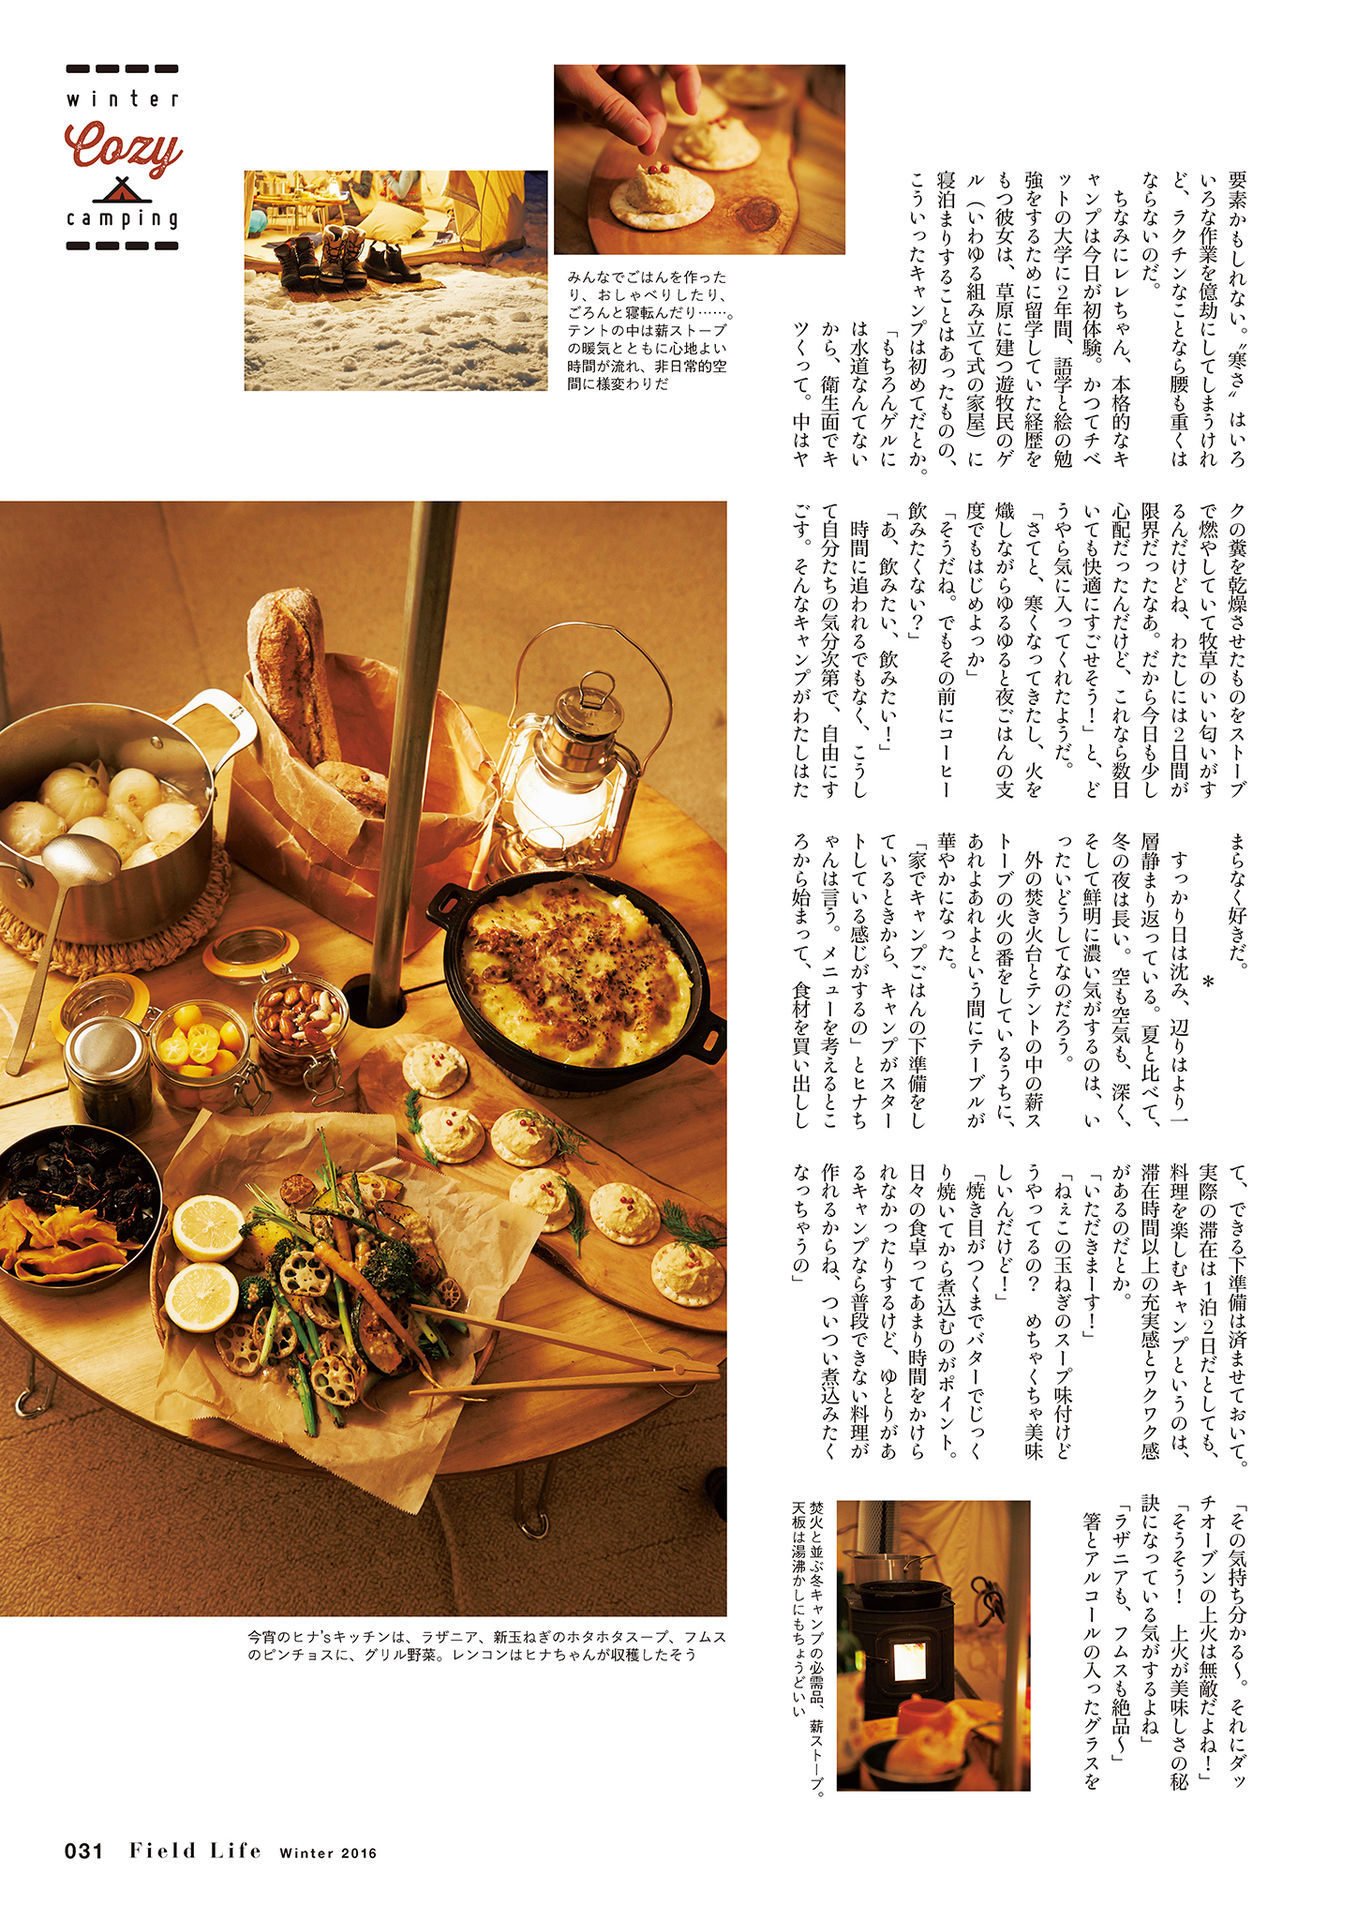 winter
Cozy
camping
要素かもしれない。〝寒さ〟はいろ
いろな作業を億劫にしてしまうけれ
ど、ラクチンなことなら腰も重くは
ならないのだ。
ちなみにレレちゃん、本格的なキ
ャンプは今日が初体験。かつてチベ
ットの大学に2年間、語学と絵の勉
強をするために留学していた経歴を
もつ彼女は、草原に建つ遊牧民のゲ
ル（いわゆる組み立て式の家屋）に
寝泊まりすることはあったものの、
こういったキャンプは初めてだとか。
「もちろんゲルに
は水道なんてない
から、衛生面でキ
ツくって。中はヤ
クの糞を乾燥させたものをストーブ
で燃やしていて牧草のいい匂いがす
るんだけどね、わたしには2日間が
限界だったなあ。だから今日も少し
心配だったんだけど、これなら数日
いても快適にすごせそう！」と、ど
うやら気に入ってくれたようだ。
「さてと、寒くなってきたし、火を
熾しながらゆるゆると夜ごはんの支
度でもはじめよっか」
「そうだね。でもその前にコーヒー
飲みたくない？」
「あ、飲みたい、飲みたい！」
時間に追われるでもなく、こうし
て自分たちの気分次第で、自由にす
ごす。そんなキャンプがわたしはた
まらなく好きだ。
＊
すっかり日は沈み、辺りはより一
層静まり返っている。夏と比べて、
冬の夜は長い。空も空気も、深く、
そして鮮明に濃い気がするのは、い
ったいどうしてなのだろう。
外の焚き火台とテントの中の薪ス
トーブの火の番をしているうちに、
あれよあれよという間にテーブルが
華やかになった。
「家でキャンプごはんの下準備をし
ているときから、キャンプがスター
トしている感じがするの」とヒナち
ゃんは言う。メニューを考えるとこ
ろから始まって、食材を買い出しし
て、できる下準備は済ませておいて。
実際の滞在は1泊2日だとしても、
料理を楽しむキャンプというのは、
滞在時間以上の充実感とワクワク感
があるのだとか。
「いただきまーす！」
「ねぇこの玉ねぎのスープ味付けど
うやってるの？　めちゃくちゃ美味
しいんだけど！」
「焼き目がつくまでバターでじっく
り焼いてから煮込むのがポイント。
日々の食卓ってあまり時間をかけら
れなかったりするけど、ゆとりがあ
るキャンプなら普段できない料理が
作れるからね、ついつい煮込みたく
なっちゃうの」
「その気持ち分かる〜。それにダッ
チオーブンの上火は無敵だよね！」
「そうそう！　上火が美味しさの秘
訣になっている気がするよね」
「ラザニアも、フムスも絶品〜」
箸とアルコールの入ったグラスを
みんなでごはんを作った
り、おしゃべりしたり、
ごろんと寝転んだり……。
テントの中は薪ストーブ
の暖気とともに心地よい
時間が流れ、非日常的空
間に様変わりだ
焚火と並ぶ冬キャンプの必需品、薪ストーブ。
天板は湯沸かしにもちょうどいい
今宵のヒナ'sキッチンは、ラザニア、新玉ねぎのホタホタスープ、フムス
のピンチョスに、グリル野菜。レンコンはヒナちゃんが収穫したそう
031 Field Life Winter 2016